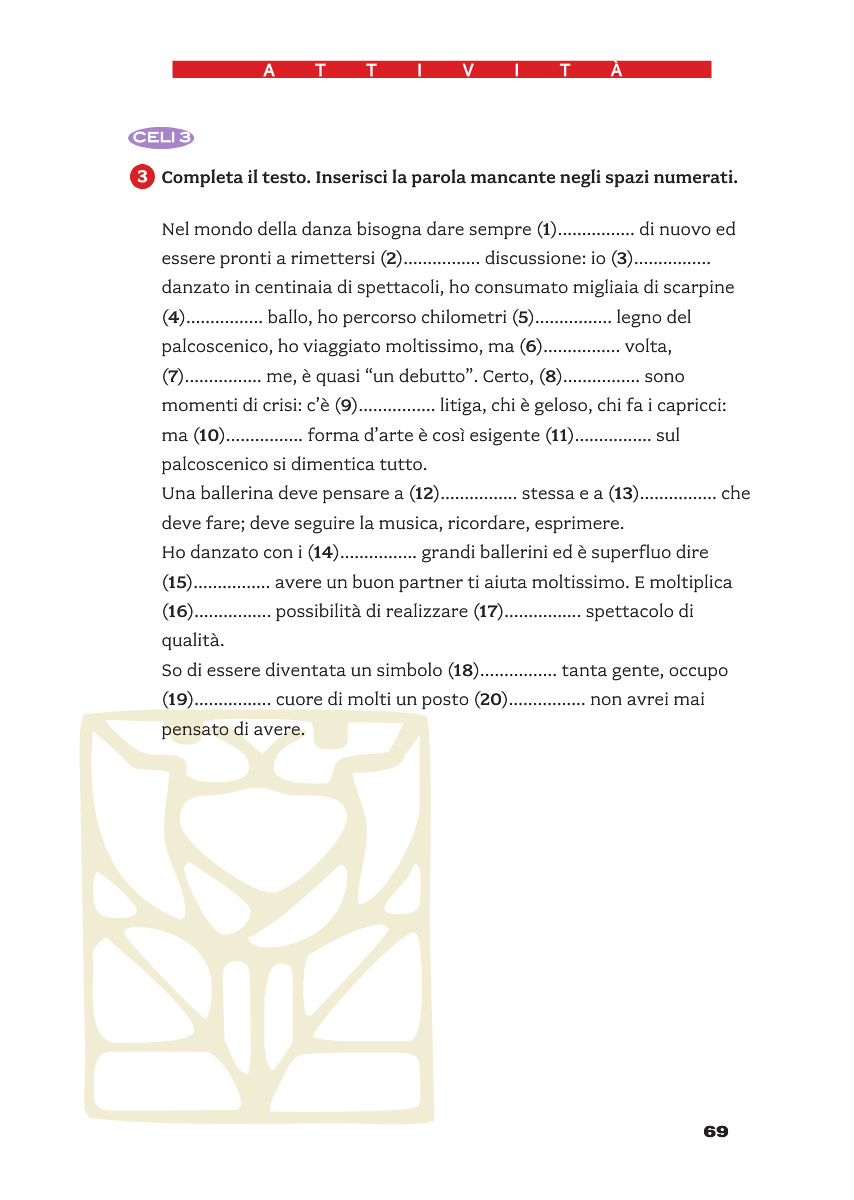 ATTIVITÀ
CELI 3
3 Completa il testo. Inserisci la parola mancante negli spazi numerati.
Nel mondo della danza bisogna dare sempre (1)................ di nuovo ed
essere pronti a rimettersi (2)................ discussione: io (3)................
danzato in centinaia di spettacoli, ho consumato migliaia di scarpine
(4)................ ballo, ho percorso chilometri (5)................ legno del
palcoscenico, ho viaggiato moltissimo, ma (6)................ volta,
(7)................ me, è quasi “un debutto”. Certo, (8)................ sono
momenti di crisi: c’è (9)................ litiga, chi è geloso, chi fa i capricci:
ma (10)................ forma d’arte è così esigente (11)................ sul
palcoscenico si dimentica tutto.
Una ballerina deve pensare a (12)................ stessa e a (13)................ che
deve fare; deve seguire la musica, ricordare, esprimere.
Ho danzato con i (14)................ grandi ballerini ed è superfluo dire
(15)................ avere un buon partner ti aiuta moltissimo. E moltiplica
(16)................ possibilità di realizzare (17)................ spettacolo di
qualità.
So di essere diventata un simbolo (18)................ tanta gente, occupo
(19)................ cuore di molti un posto (20)................ non avrei mai
pensato di avere.
69